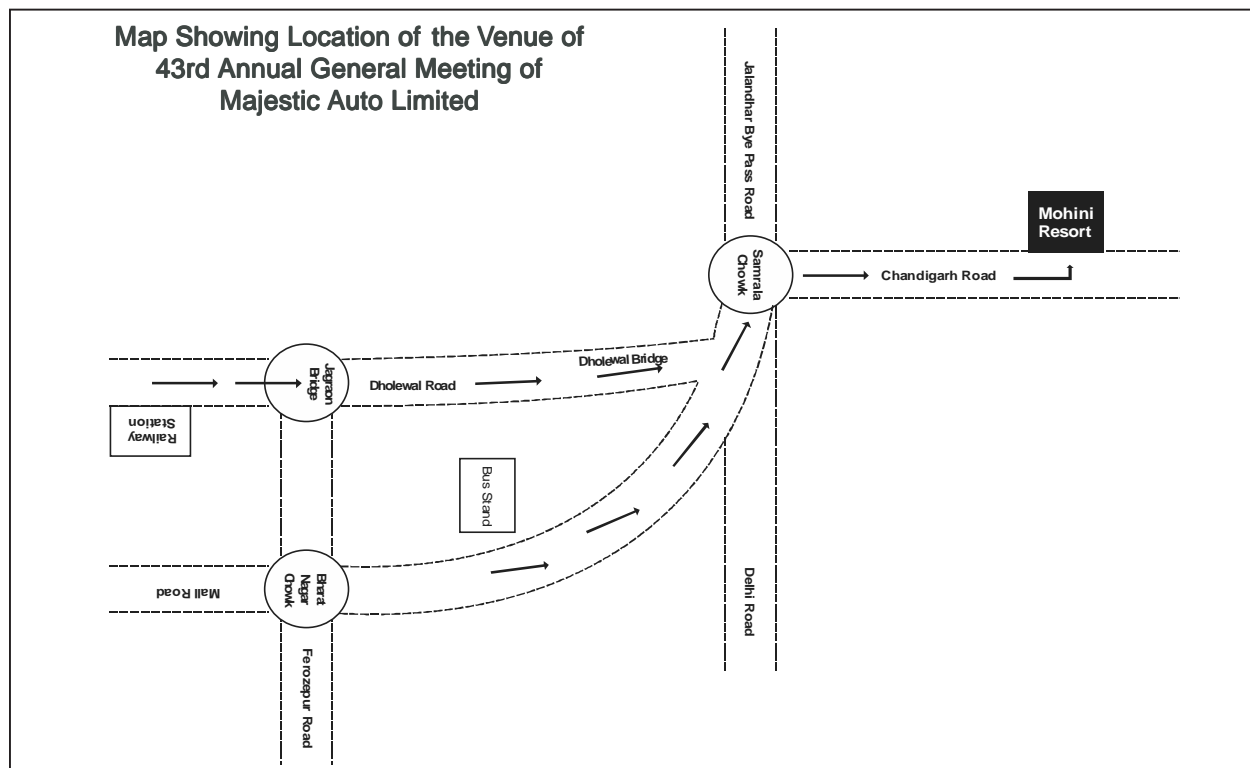 Map Showing Location of the Venue of
43rd Annual General Meeting of
Majestic Auto Limited
Jalandhar Bye Pass Road
Mohini
Resort
Samrala
Chowk
Chandigarh Road
Dholewal Bridge
Jagraon
Bridge
Dholewal Road
Railway
Station
Bus Stand
Bharat
Nagar
Chowk
Mall Road
Delhi Road
Ferozepur Road